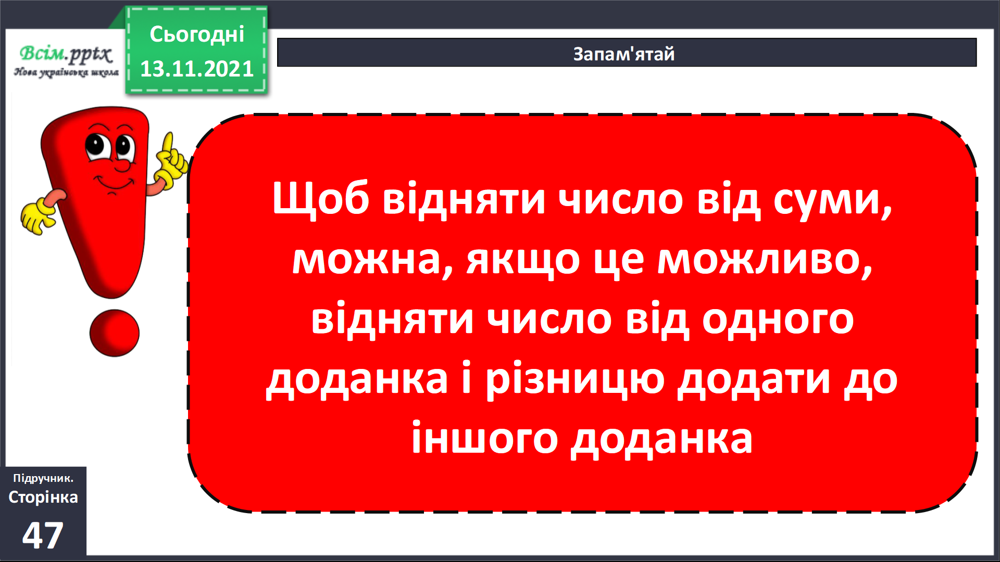 Всім.pptx
Нова українська школа
Сьогодні
13.11.2021
Запам'ятай
Щоб відняти число від суми,
можна, якщо це можливо,
відняти число від одного
доданка і різницю додати до
іншого доданка
Підручник.
Сторінка
47